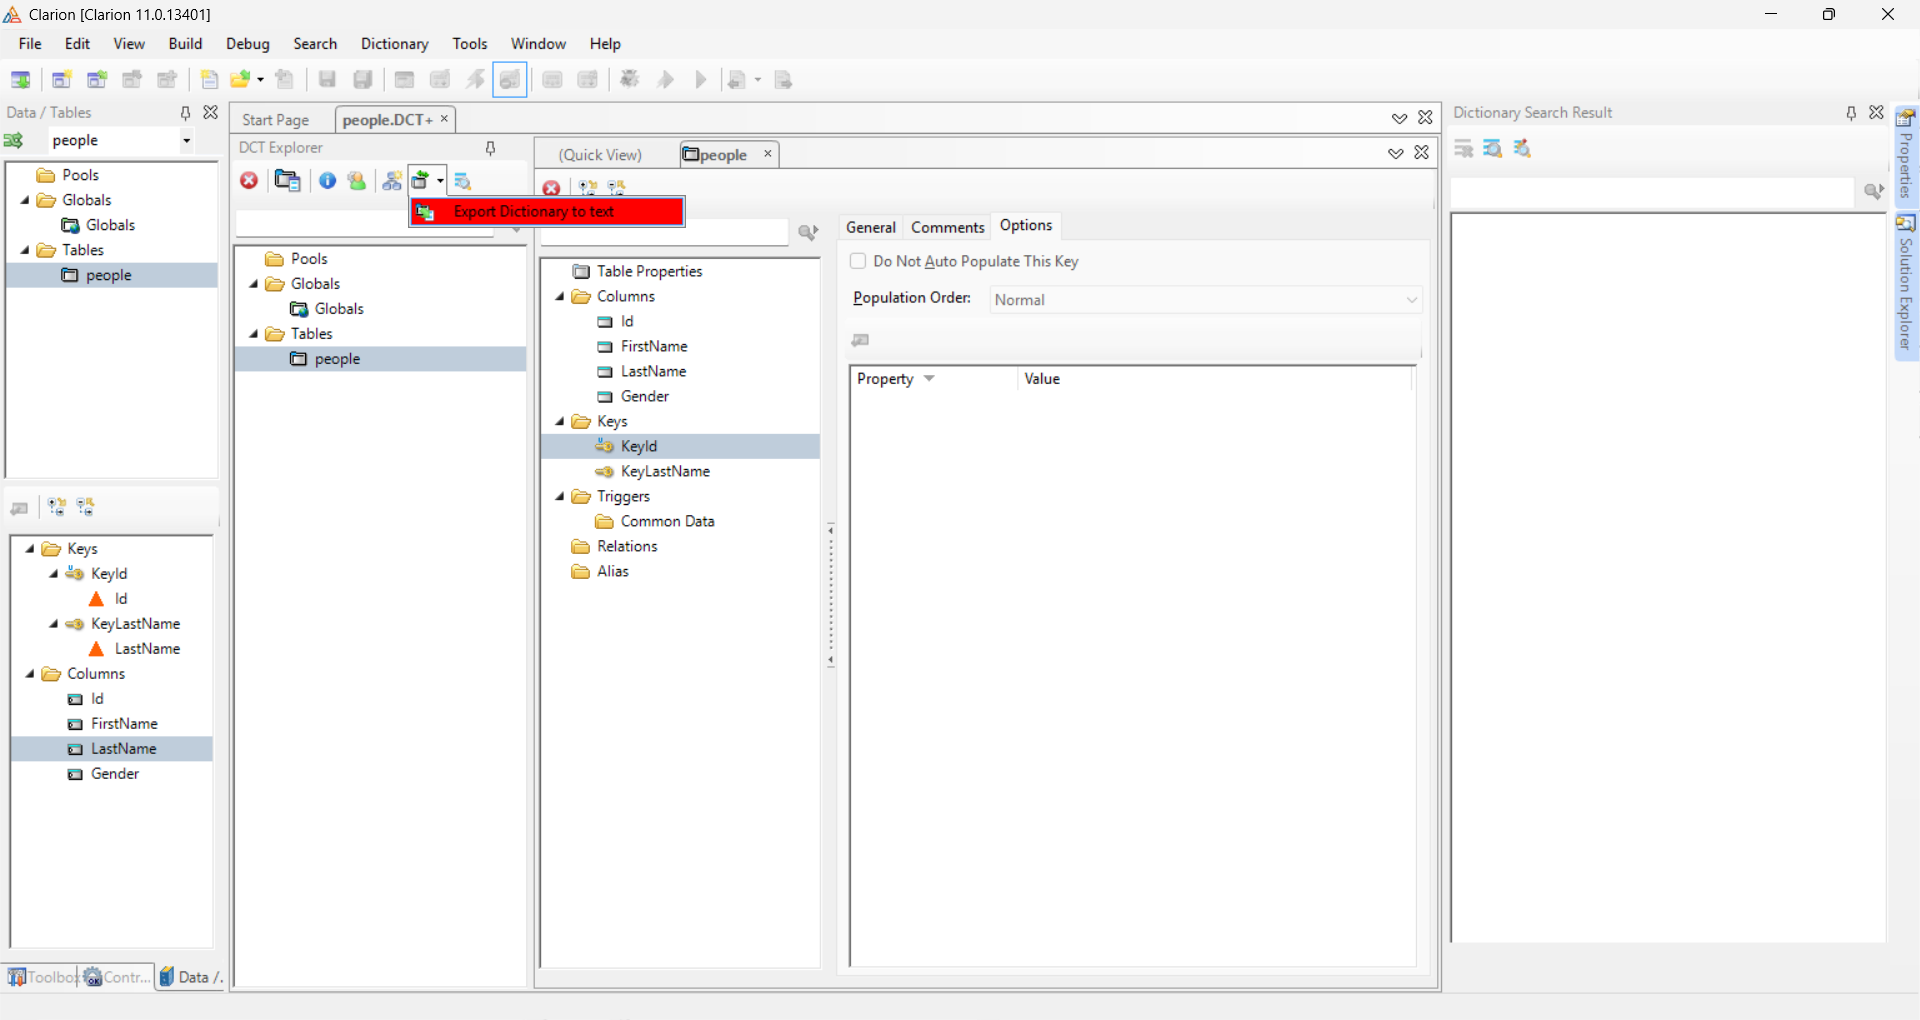 Clarion [Clarion 11.0.13401]
File Edit View Build Debug Search Dictionary Tools Window Help
Data / Tables
people
Pools
Globals
Globals
Tables
people
Keys
KeyId
Id
KeyLastName
LastName
Columns
Id
FirstName
LastName
Gender
Data /.
Start Page people.DCT+
DCT Explorer
Export Dictionary to text
Pools
Globals
Globals
Tables
people
(Quick View) people
Table Properties
Columns
Id
FirstName
LastName
Gender
Keys
KeyId
KeyLastName
Triggers
Common Data
Relations
Alias
General Comments Options
Do Not Auto Populate This Key
Population Order: Normal
Property Value
Dictionary Search Result
Properties
Solution Explorer
Toolbox
Contr...